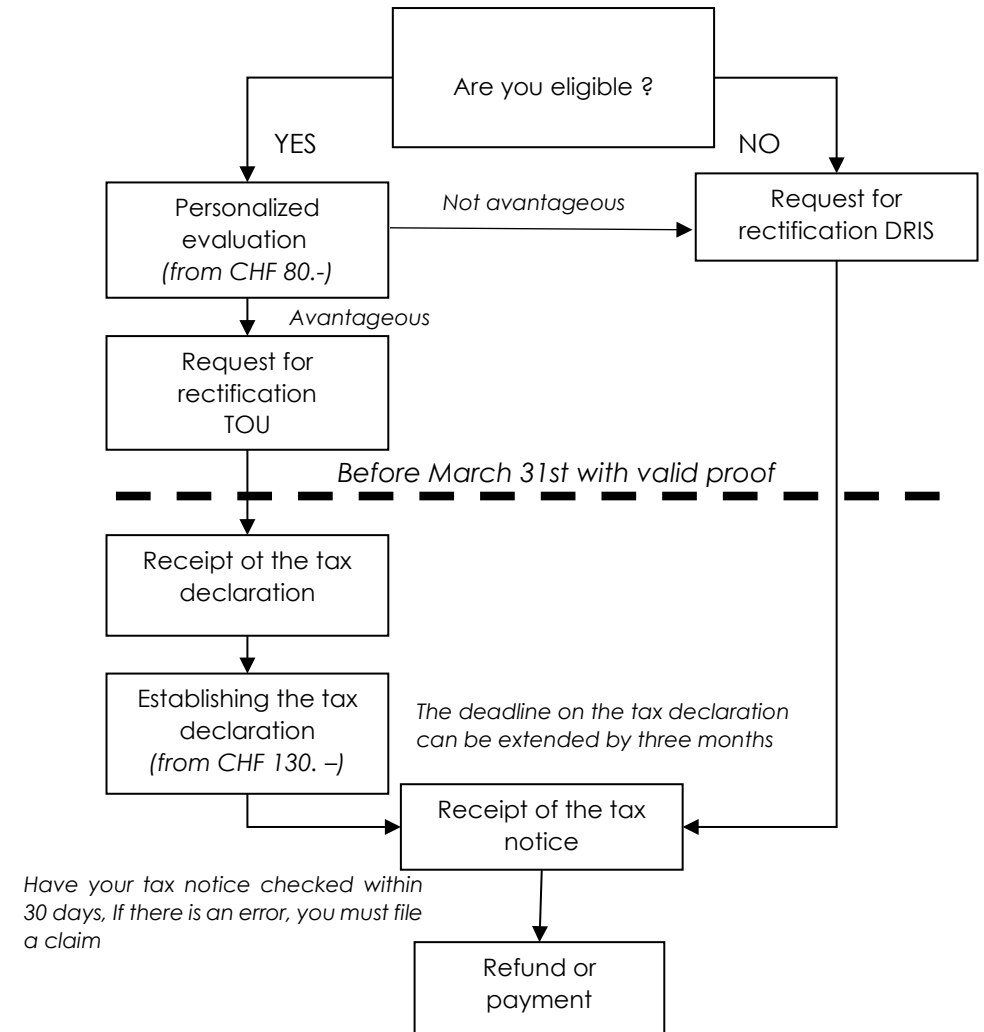 Are you eligible ?
YES
NO
Personalized
evaluation
(from CHF 80.-)
Not avantageous
Request for
rectification DRIS
Avantageous
Request for
rectification
TOU
Before March 31st with valid proof
Receipt ot the tax
declaration
Establishing the tax
declaration
(from CHF 130. –)
The deadline on the tax declaration
can be extended by three months
Receipt of the tax
notice
Have your tax notice checked within
30 days, If there is an error, you must file
a claim
Refund or
payment